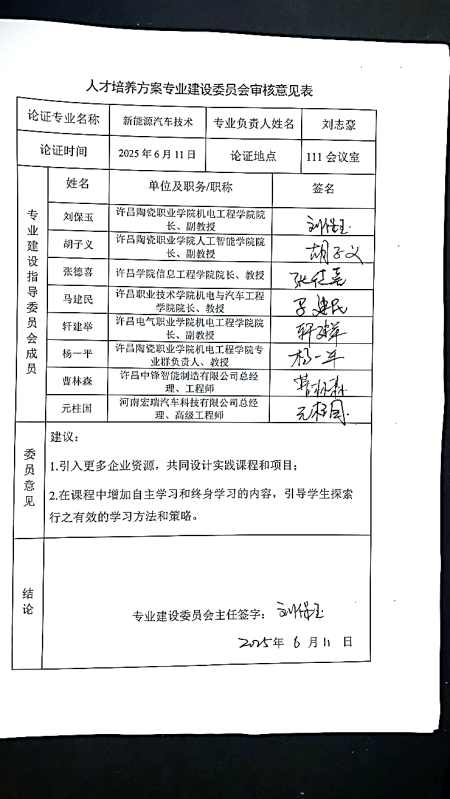 人才培养方案专业建设委员会审核意见表
论证专业名称 新能源汽车技术 专业负责人姓名 刘志豪
论证时间 2025年6月11日 论证地点 111会议室
专业建设指导委员会成员
姓名 单位及职务/职称 签名
刘保玉 许昌陶瓷职业学院机电工程学院院
长、副教授 刘保玉
胡子义 许昌陶瓷职业学院人工智能学院院
长、副教授 胡子义
张德喜 许昌学院信息工程学院院长、教授 张德喜
马建民 许昌职业技术学院机电与汽车工程
学院院长、教授 马建民
轩建举 许昌电气职业学院机电工程学院院
长、副教授 轩建举
杨一平 许昌陶瓷职业学院机电工程学院专
业群负责人、教授 杨一平
曹林森 许昌中锋智能制造有限公司总经
理、工程师 曹林森
元柱国 河南宏瑞汽车科技有限公司总经
理、高级工程师 元柱国
委员意见
建议:
1.引入更多企业资源，共同设计实践课程和项目；
2.在课程中增加自主学习和终身学习的内容，引导学生探索
行之有效的学习方法和策略。
结论
专业建设委员会主任签字: 刘保玉
2025年6月11日